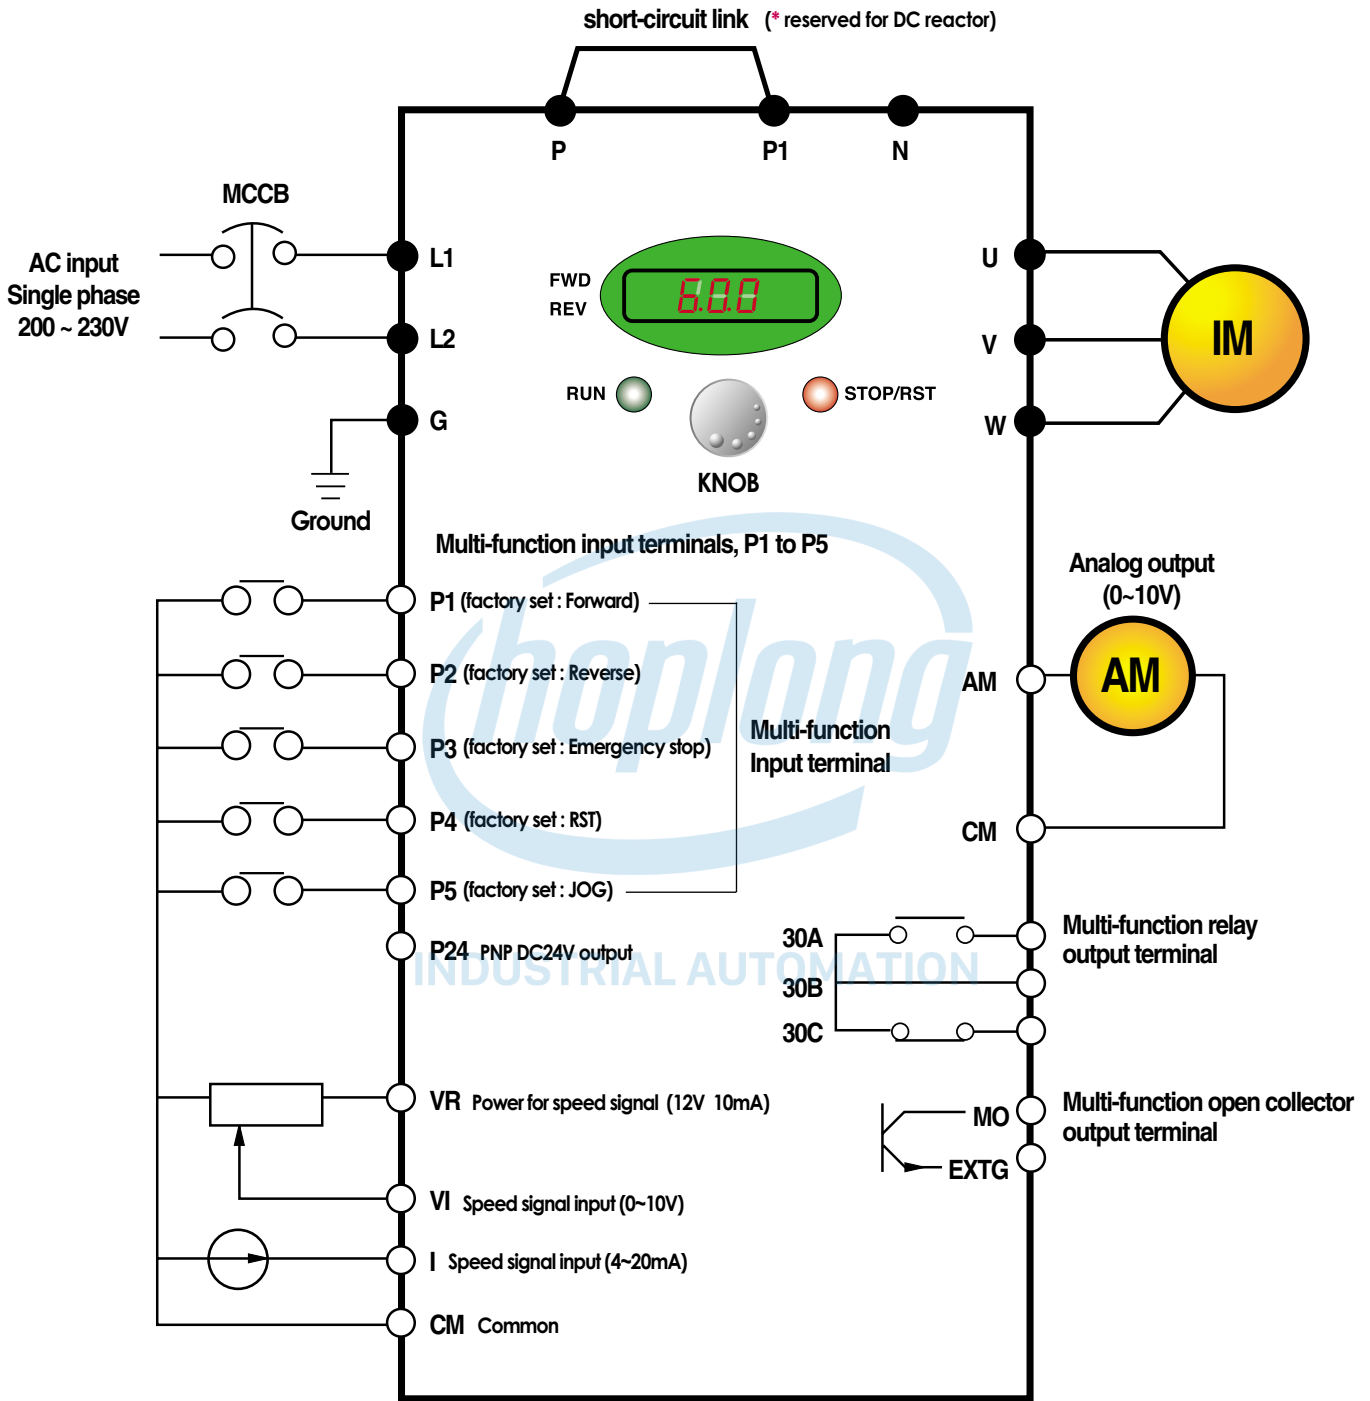 short-circuit link (* reserved for DC reactor)
P P1 N
MCCB
AC input
Single phase
200 ~ 230V
L1
L2
G
Ground
FWD
REV
6.0.0
RUN
STOP/RST
KNOB
U
V
W
IM
Multi-function input terminals, P1 to P5
P1 (factory set : Forward)
P2 (factory set : Reverse)
P3 (factory set : Emergency stop)
P4 (factory set : RST)
P5 (factory set : JOG)
Multi-function
Input terminal
P24 PNP DC24V output
hoplong
INDUSTRIAL AUTOMATION
Analog output
(0~10V)
AM
AM
CM
30A
30B
30C
Multi-function relay
output terminal
VR Power for speed signal (12V 10mA)
VI Speed signal input (0~10V)
I Speed signal input (4~20mA)
CM Common
MO
EXTG
Multi-function open collector
output terminal